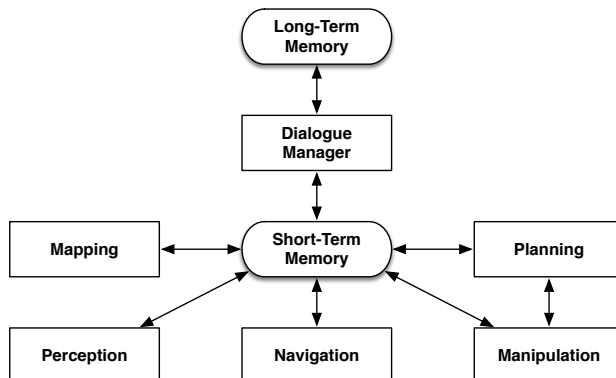 Long-Term
Memory
Dialogue
Manager
Mapping
Short-Term
Memory
Planning
Perception
Navigation
Manipulation